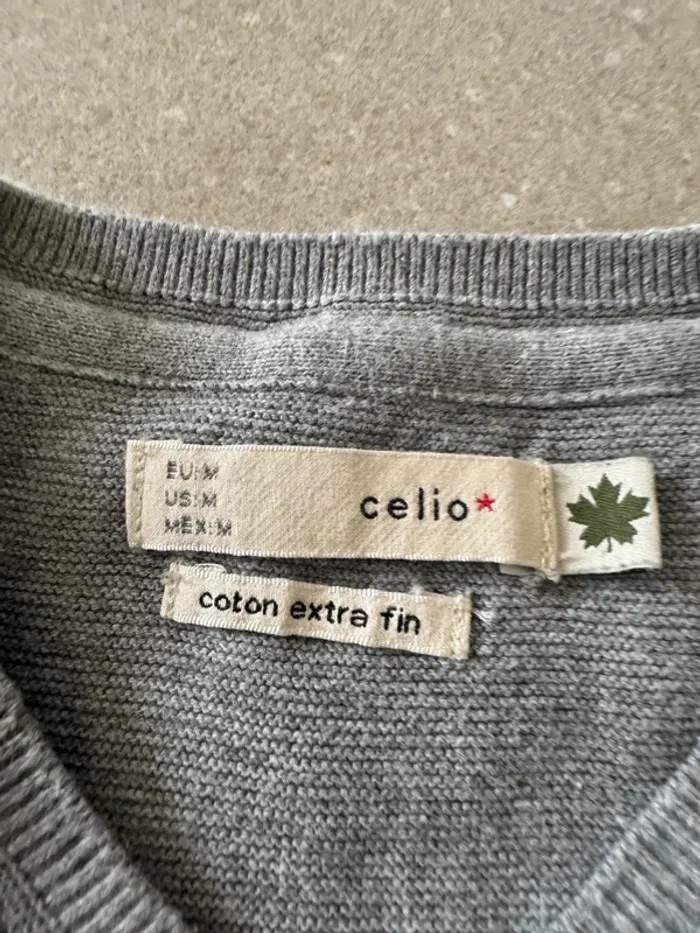 EU:M
US:M
MEX:M
celio*
coton extra fin